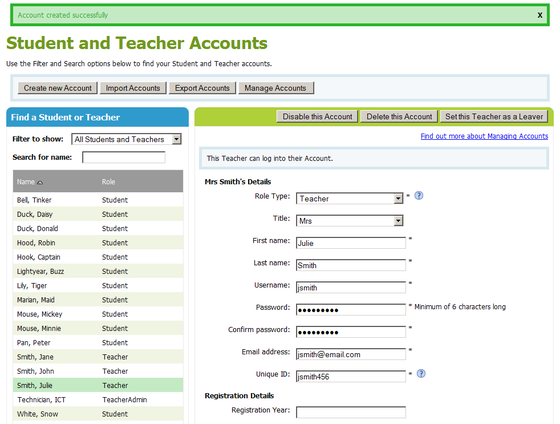 Account created successfully
x
Student and Teacher Accounts
Use the Filter and Search options below to find your Student and Teacher accounts.
Create new Account Import Accounts Export Accounts Manage Accounts
Find a Student or Teacher
Filter to show: All Students and Teachers
Search for name:
Name Role
Bell, Tinker Student
Duck, Daisy Student
Duck, Donald Student
Hood, Robin Student
Hook, Captain Student
Lightyear, Buzz Student
Lily, Tiger Student
Marian, Maid Student
Mouse, Mickey Student
Mouse, Minnie Student
Pan, Peter Student
Smith, Jane Teacher
Smith, John Teacher
Smith, Julie Teacher
Technician, ICT TeacherAdmin
White, Snow Student
Disable this Account Delete this Account Set this Teacher as a Leaver
Find out more about Managing Accounts
This Teacher can log into their Account.
Mrs Smith's Details
Role Type: Teacher * ?
Title: Mrs
First name: Julie *
Last name: Smith *
Username: jsmith *
Password: ●●●●●●●●● * Minimum of 6 characters long
Confirm password: ●●●●●●●●● *
Email address: jsmith@email.com *
Unique ID: jsmith456 * ?
Registration Details
Registration Year: